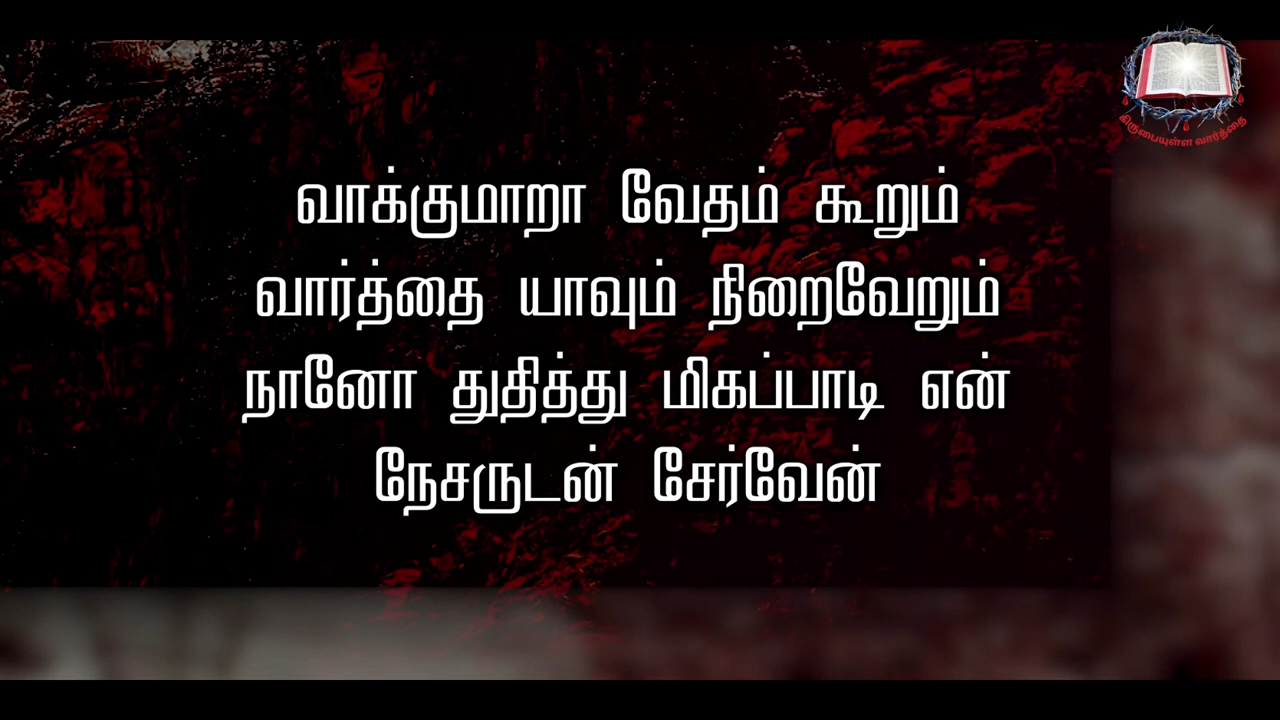 கிருபையுள்ள வார்த்தை
வாக்குமாறா வேதம் கூறும்
வார்த்தை யாவும் நிறைவேறும்
நானோ துதித்து மிகப்பாடி என்
நேசருடன் சேர்வேன்